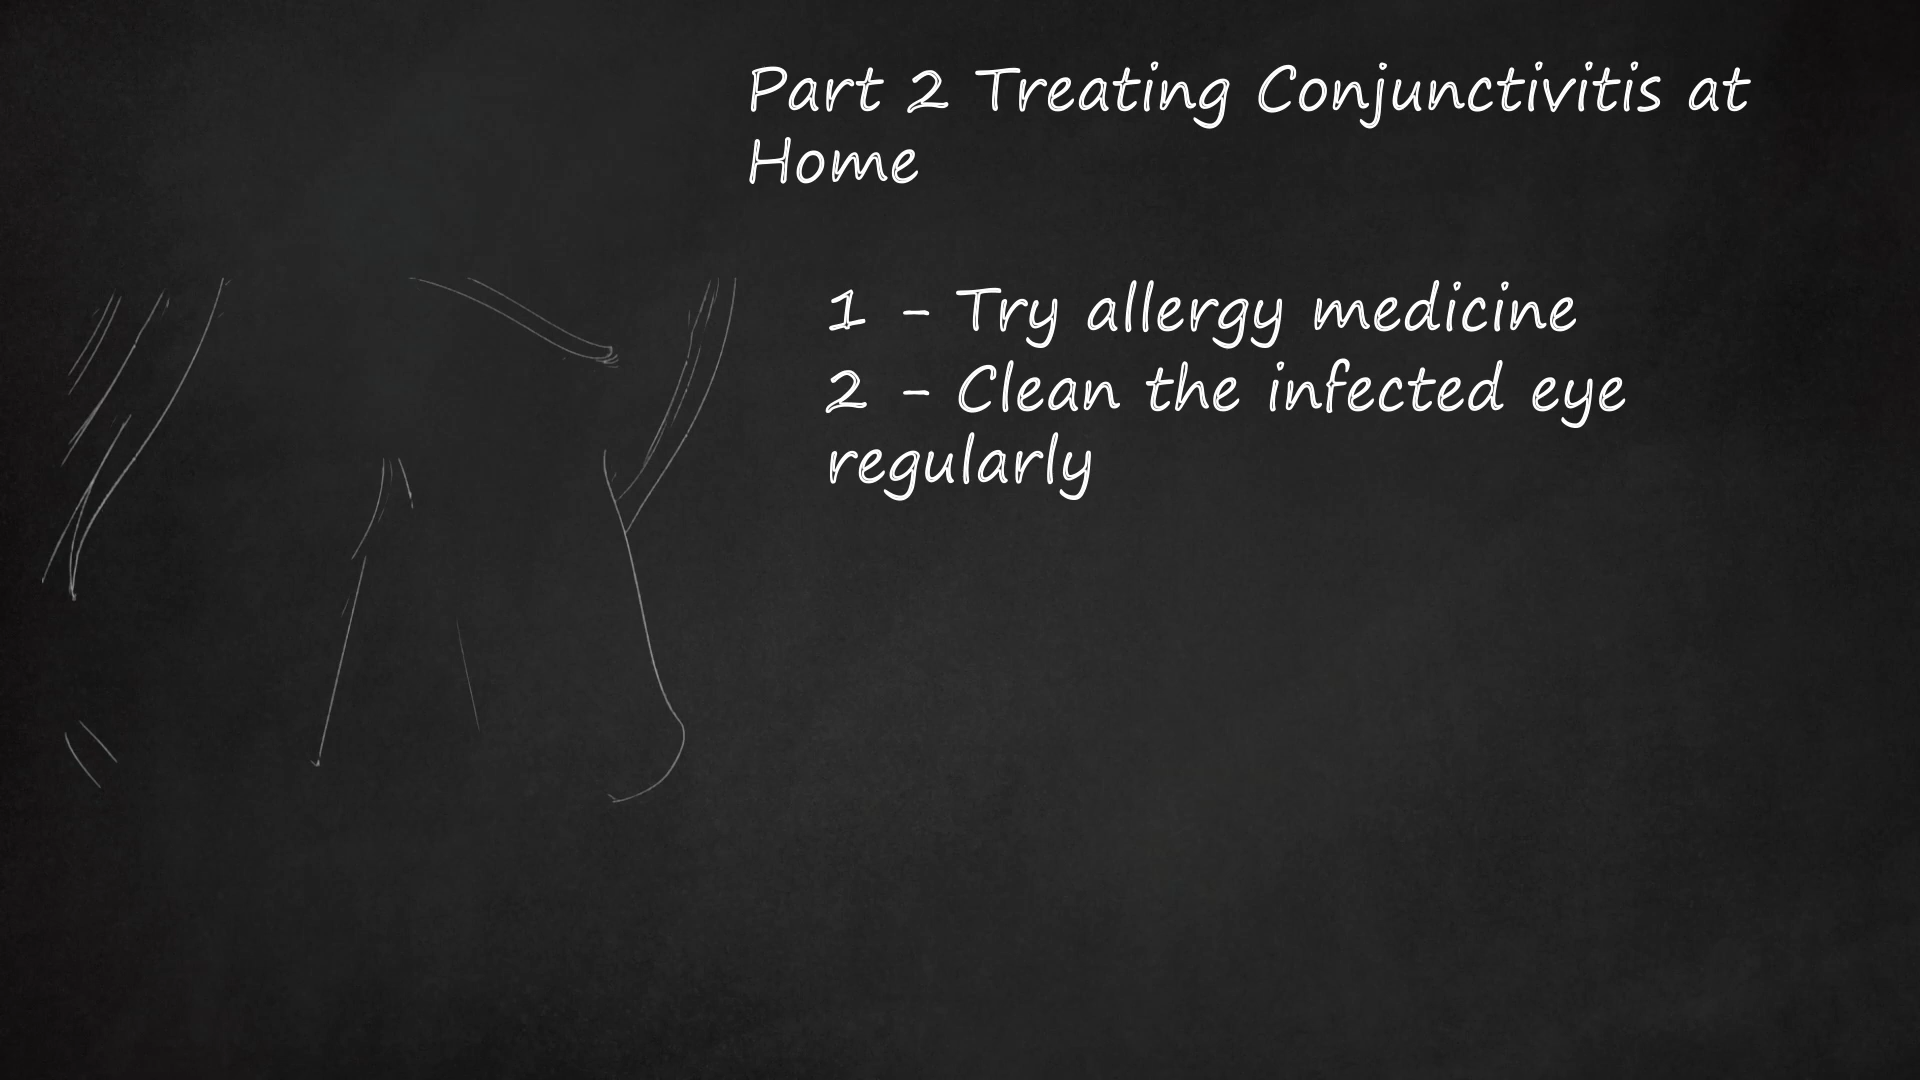 Part 2 Treating Conjunctivitis at
Home
1 - Try allergy medicine
2 - Clean the infected eye
regularly